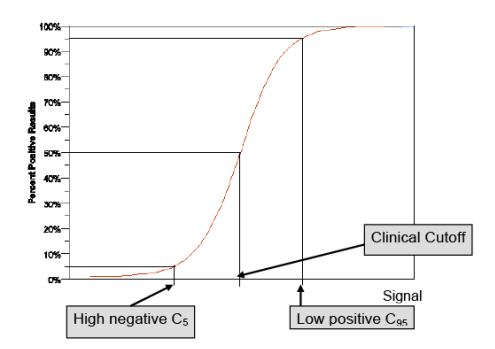 100%
90%
80%
70%
60%
50%
40%
30%
20%
10%
0%
Percent Positive Results
Clinical Cutoff
Signal
High negative C₅
Low positive C₉₅